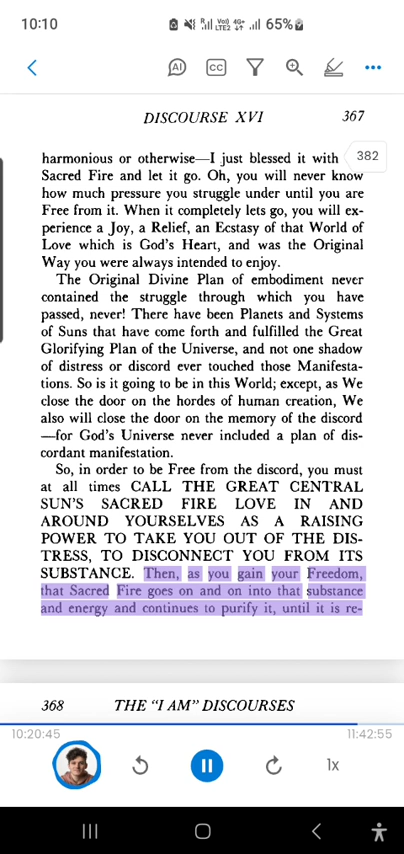 10:10
R VoLTE2 4G+ 65%
AI CC
DISCOURSE XVI 367
382
harmonious or otherwise—I just blessed it with
Sacred Fire and let it go. Oh, you will never know
how much pressure you struggle under until you are
Free from it. When it completely lets go, you will ex-
perience a Joy, a Relief, an Ecstasy of that World of
Love which is God's Heart, and was the Original
Way you were always intended to enjoy.
The Original Divine Plan of embodiment never
contained the struggle through which you have
passed, never! There have been Planets and Systems
of Suns that have come forth and fulfilled the Great
Glorifying Plan of the Universe, and not one shadow
of distress or discord ever touched those Manifesta-
tions. So is it going to be in this World; except, as We
close the door on the hordes of human creation, We
also will close the door on the memory of the discord
—for God's Universe never included a plan of dis-
cordant manifestation.
So, in order to be Free from the discord, you must
at all times CALL THE GREAT CENTRAL
SUN'S SACRED FIRE LOVE IN AND
AROUND YOURSELVES AS A RAISING
POWER TO TAKE YOU OUT OF THE DIS-
TRESS, TO DISCONNECT YOU FROM ITS
SUBSTANCE. Then, as you gain your Freedom,
that Sacred Fire goes on and on into that substance
and energy and continues to purify it, until it is re-
368 THE “I AM” DISCOURSES
10:20:45 11:42:55
1x